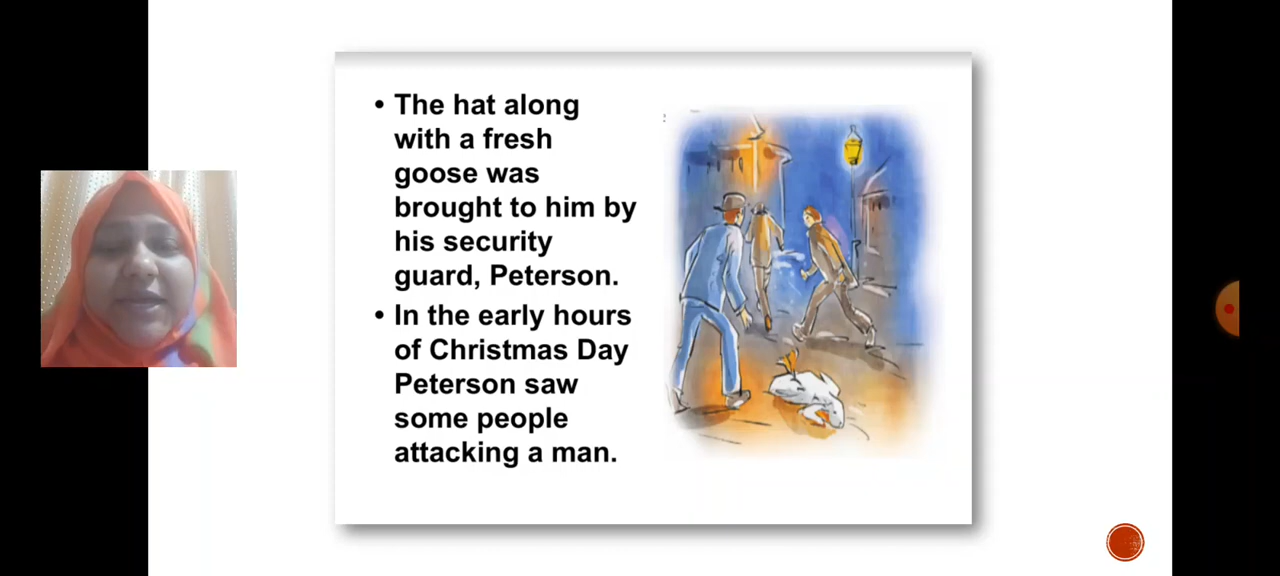 • The hat along
with a fresh
goose was
brought to him by
his security
guard, Peterson.
• In the early hours
of Christmas Day
Peterson saw
some people
attacking a man.